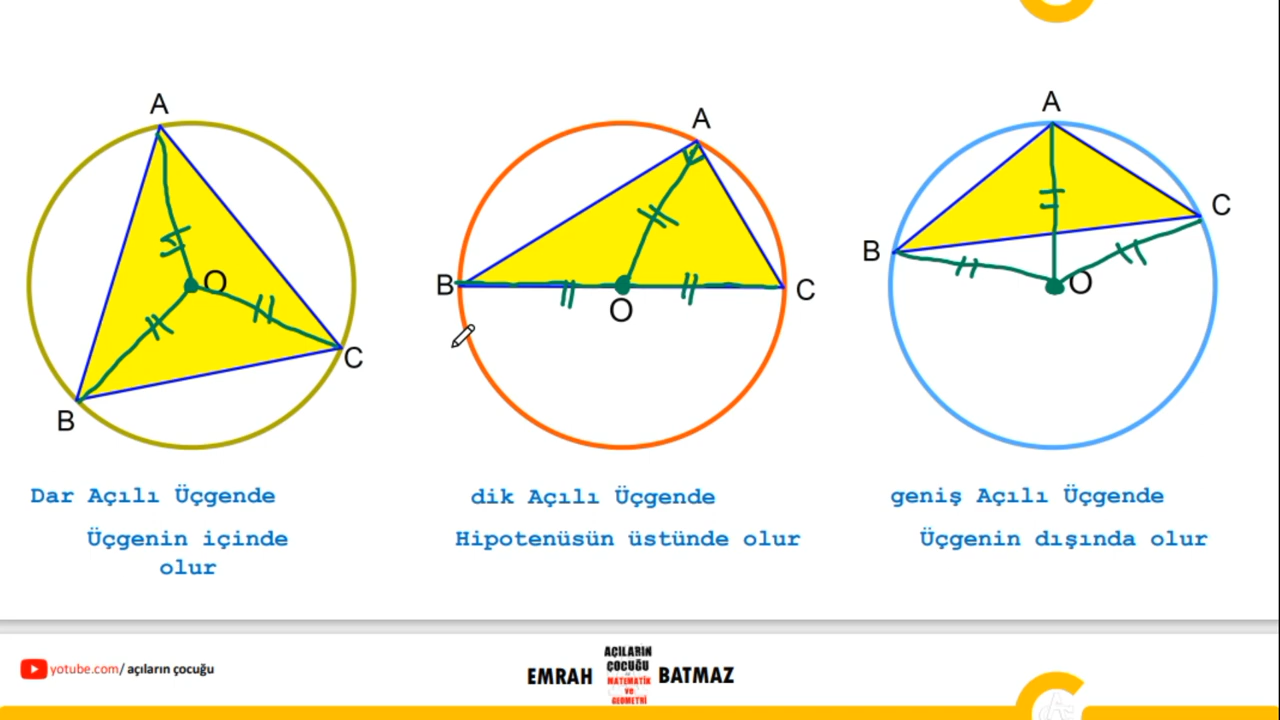 A
O
B
C
A
B
O
C
A
B
C
O
Dar Açılı Üçgende
Üçgenin içinde
olur
dik Açılı Üçgende
Hipotenüsün üstünde olur
geniş Açılı Üçgende
Üçgenin dışında olur
yotube.com/ açıların çocuğu
EMRAH
AÇILARIN
ÇOCUĞU
MATEMATİK
ve
GEOMETRİ
BATMAZ